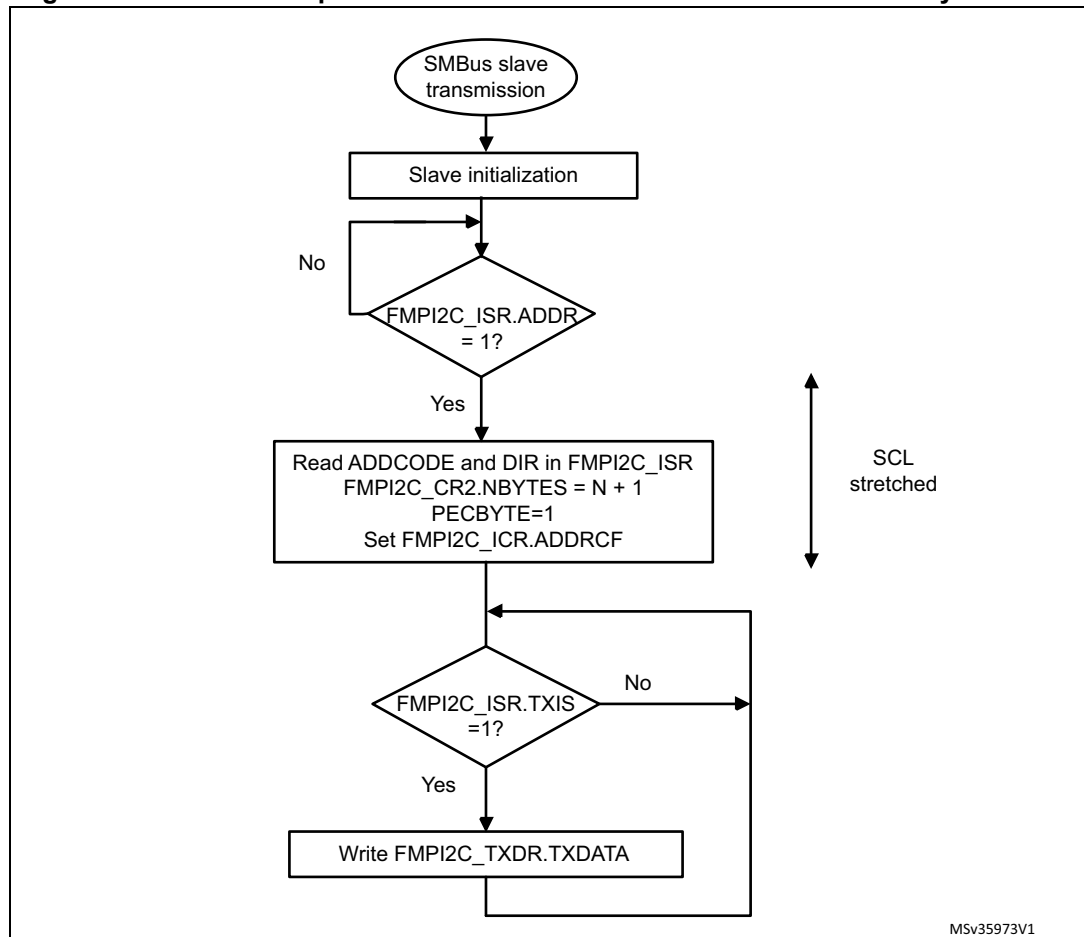 SMBus slave
transmission
Slave initialization
No
FMPI2C_ISR.ADDR
= 1?
Yes
Read ADDCODE and DIR in FMPI2C_ISR
FMPI2C_CR2.NBYTES = N + 1
PECBYTE=1
Set FMPI2C_ICR.ADDRCF
SCL
stretched
FMPI2C_ISR.TXIS
=1?
No
Yes
Write FMPI2C_TXDR.TXDATA
MSv35973V1